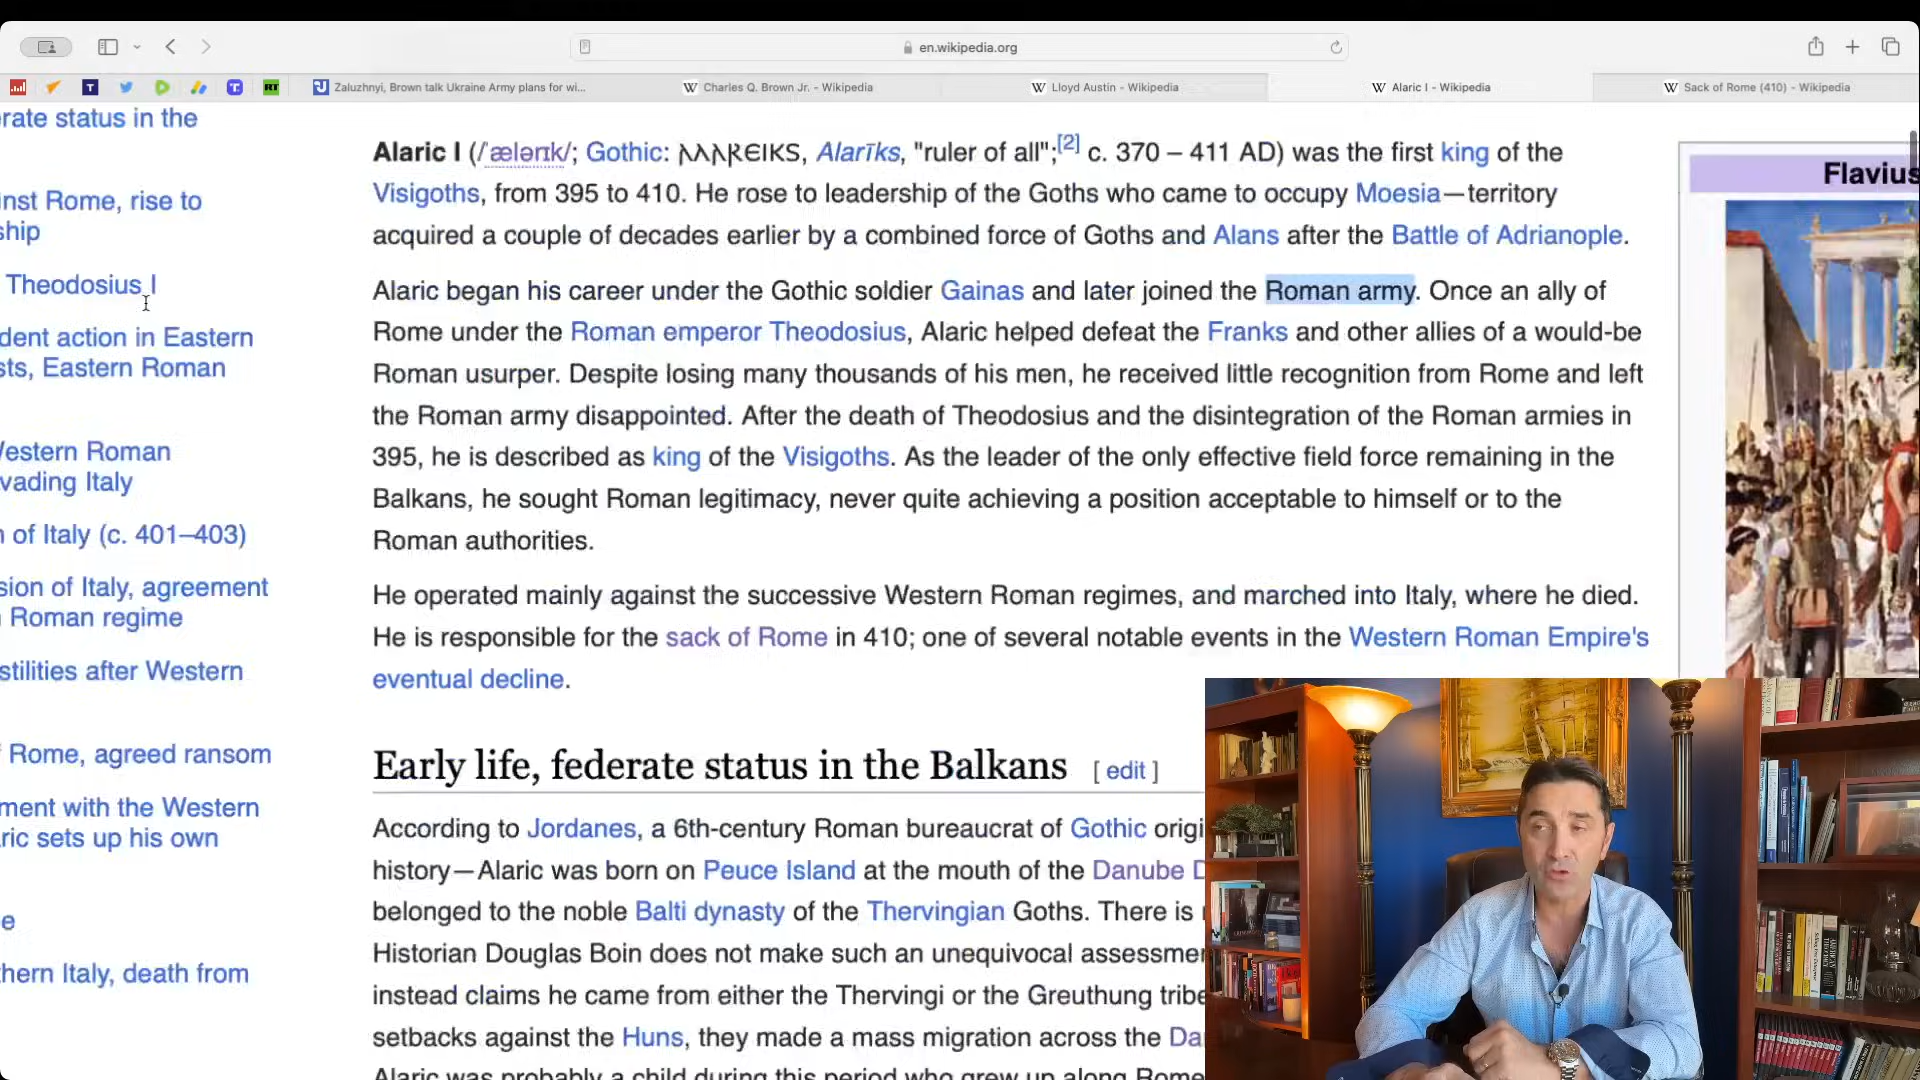 en.wikipedia.org
T
RT
Zaluzhnyi, Brown talk Ukraine Army plans for wi...
W Charles Q. Brown Jr. - Wikipedia
W Lloyd Austin - Wikipedia
W Alaric I - Wikipedia
W Sack of Rome (410) - Wikipedia
rate status in the
inst Rome, rise to
ship
Theodosius I
dent action in Eastern
sts, Eastern Roman
Western Roman
vading Italy
n of Italy (c. 401–403)
sion of Italy, agreement
Roman regime
stilities after Western
f Rome, agreed ransom
ment with the Western
ric sets up his own
e
thern Italy, death from
Alaric I (/ˈælərɪk/; Gothic: 𐌰𐌻𐌰𐍂𐌴𐌹𐌺𐍃, Alarīks, "ruler of all";[2] c. 370 – 411 AD) was the first king of the
Visigoths, from 395 to 410. He rose to leadership of the Goths who came to occupy Moesia—territory
acquired a couple of decades earlier by a combined force of Goths and Alans after the Battle of Adrianople.
Alaric began his career under the Gothic soldier Gainas and later joined the Roman army. Once an ally of
Rome under the Roman emperor Theodosius, Alaric helped defeat the Franks and other allies of a would-be
Roman usurper. Despite losing many thousands of his men, he received little recognition from Rome and left
the Roman army disappointed. After the death of Theodosius and the disintegration of the Roman armies in
395, he is described as king of the Visigoths. As the leader of the only effective field force remaining in the
Balkans, he sought Roman legitimacy, never quite achieving a position acceptable to himself or to the
Roman authorities.
He operated mainly against the successive Western Roman regimes, and marched into Italy, where he died.
He is responsible for the sack of Rome in 410; one of several notable events in the Western Roman Empire's
eventual decline.
Early life, federate status in the Balkans [ edit ]
According to Jordanes, a 6th-century Roman bureaucrat of Gothic origi
history—Alaric was born on Peuce Island at the mouth of the Danube D
belonged to the noble Balti dynasty of the Thervingian Goths. There is
Historian Douglas Boin does not make such an unequivocal assessme
instead claims he came from either the Thervingi or the Greuthung tribe
setbacks against the Huns, they made a mass migration across the Da
Alaric was probably a child during this period who grew up along Rome
Flavius